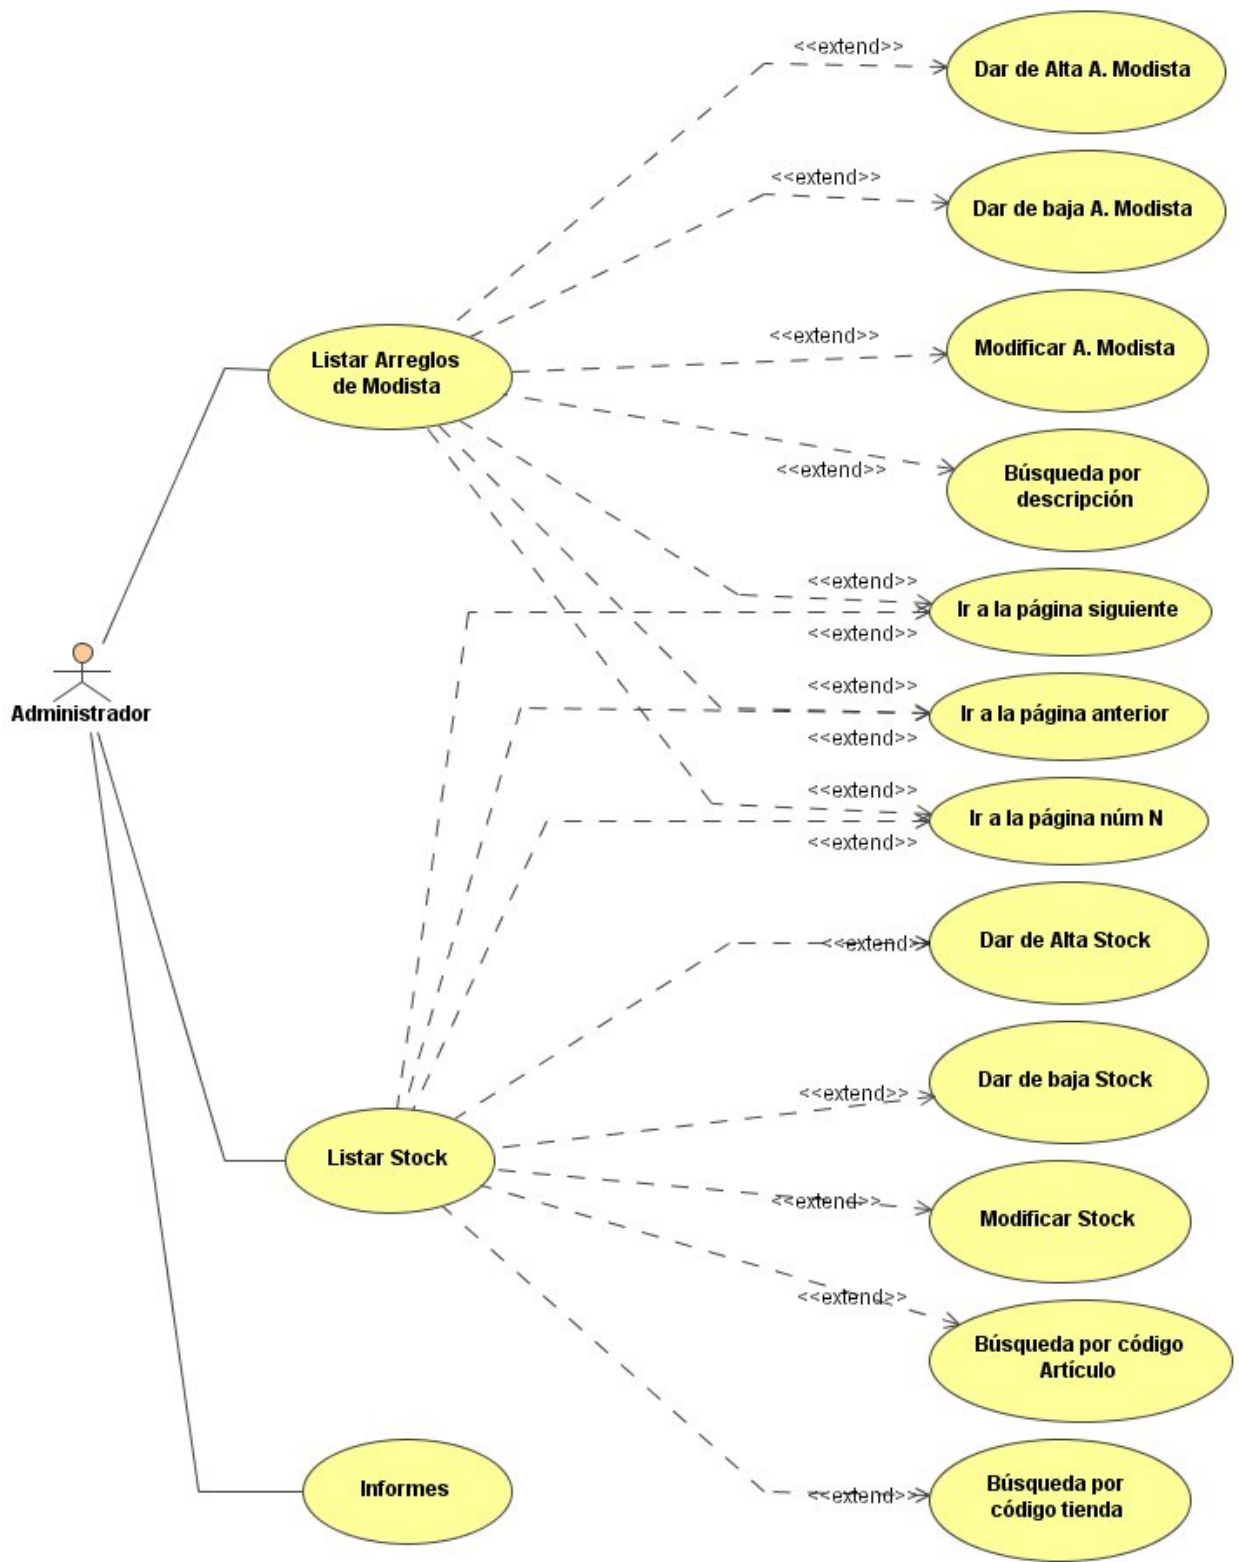 <<extend>>
Dar de Alta A. Modista
<<extend>>
Dar de baja A. Modista
<<extend>>
Modificar A. Modista
Listar Arreglos
de Modista
<<extend>>
Búsqueda por
descripción
<<extend>>
Ir a la página siguiente
<<extend>>
<<extend>>
Ir a la página anterior
<<extend>>
Administrador
<<extend>>
Ir a la página núm N
<<extend>>
<<extend>>
Dar de Alta Stock
<<extend>>
Dar de baja Stock
Listar Stock
<<extend>>
Modificar Stock
<<extend>>
Búsqueda por código
Artículo
Informes
<<extend>>
Búsqueda por
código tienda